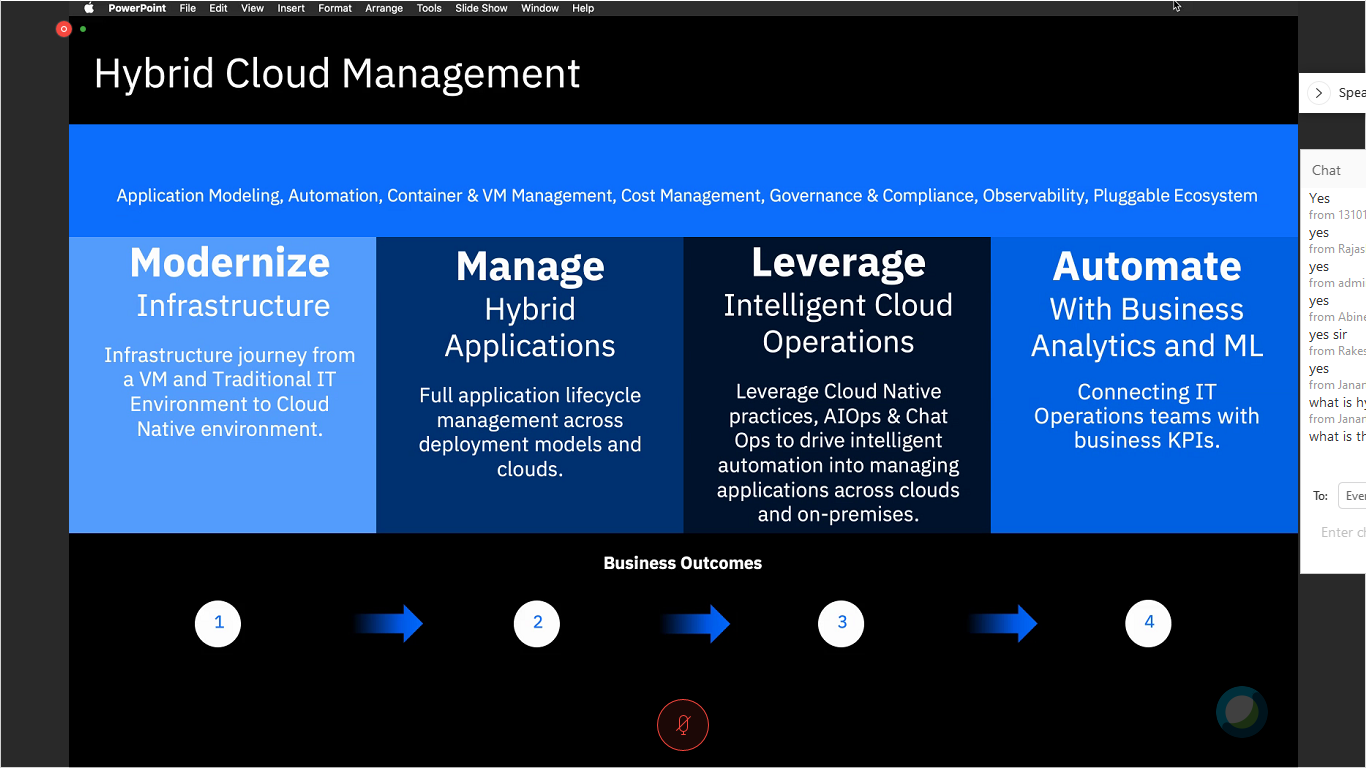 PowerPoint File Edit View Insert Format Arrange Tools Slide Show Window Help
Hybrid Cloud Management
Application Modeling, Automation, Container & VM Management, Cost Management, Governance & Compliance, Observability, Pluggable Ecosystem
Modernize
Infrastructure
Infrastructure journey from
a VM and Traditional IT
Environment to Cloud
Native environment.
Manage
Hybrid
Applications
Full application lifecycle
management across
deployment models and
clouds.
Leverage
Intelligent Cloud
Operations
Leverage Cloud Native
practices, AIOps & Chat
Ops to drive intelligent
automation into managing
applications across clouds
and on-premises.
Automate
With Business
Analytics and ML
Connecting IT
Operations teams with
business KPIs.
Business Outcomes
1 2 3 4
Spea
Chat
Yes
from 13101
yes
from Rajas
yes
from admi
yes
from Abine
yes sir
from Rakes
yes
from Janar
what is hy
from Janar
what is th
To: Ever
Enter ch